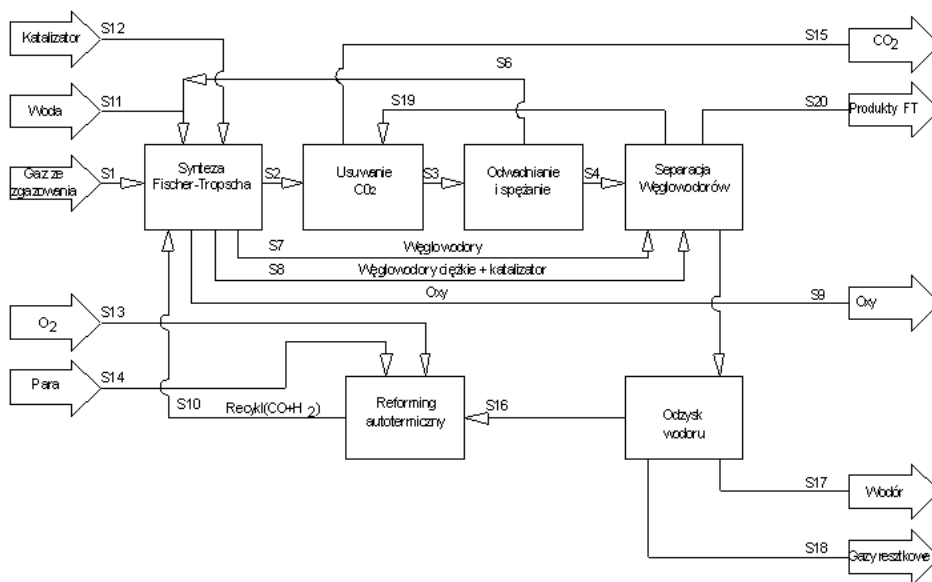 S12
Katalizator
S15
CO2
S6
S11
Woda
S19
S20
Produkty FT
Gaz ze
zgazowania
S1
Synteza
Fischer-Tropscha
S2
Usuwanie
CO2
S3
Odwadnianie
i spężanie
S4
Separacja
Węglowodorów
S7
Węglowodory
S8
Węglowodory ciężkie + katalizator
Oxy
S9
Oxy
S13
O2
S14
Para
S10
Recykl(CO+H2)
Reforming
autotermiczny
S16
Odzysk
wodoru
S17
Wodór
S18
Gazy resztkowe